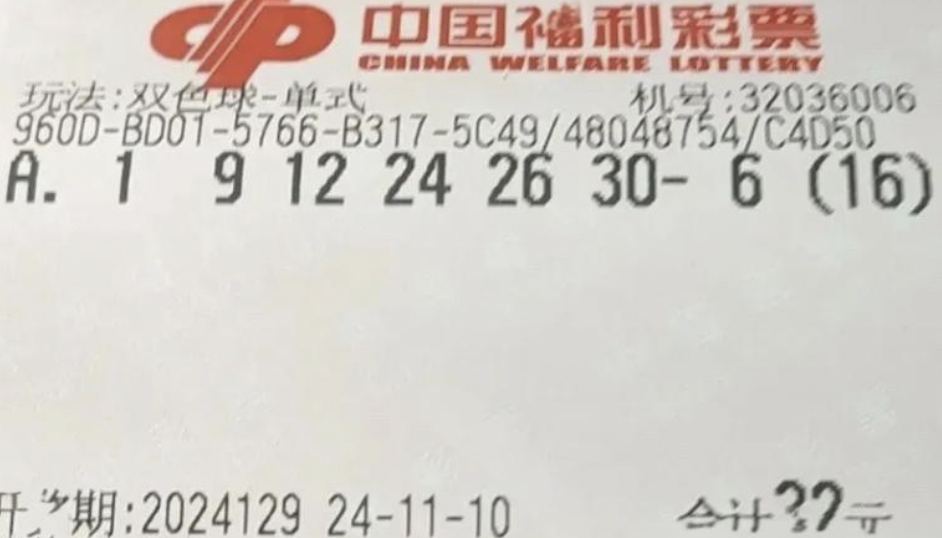 中国福利彩票
CHINA WELFARE LOTTERY
玩法:双色球-单式 机号:32036006
960D-BD01-5766-B317-5C49/48048754/C4D50
A. 1 9 12 24 26 30- 6 (16)
开奖期:2024129 24-11-10 合计??元